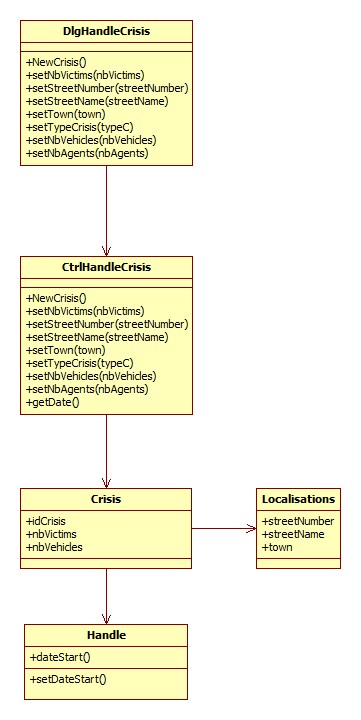 DlgHandleCrisis
+NewCrisis()
+setNbVictims(nbVictims)
+setStreetNumber(streetNumber)
+setStreetName(streetName)
+setTown(town)
+setTypeCrisis(typeC)
+setNbVehicles(nbVehicles)
+setNbAgents(nbAgents)
CtrlHandleCrisis
+NewCrisis()
+setNbVictims(nbVictims)
+setStreetNumber(streetNumber)
+setStreetName(streetName)
+setTown(town)
+setTypeCrisis(typeC)
+setNbVehicles(nbVehicles)
+setNbAgents(nbAgents)
+getDate()
Crisis
+idCrisis
+nbVictims
+nbVehicles
Localisations
+streetNumber
+streetName
+town
Handle
+dateStart()
+setDateStart()